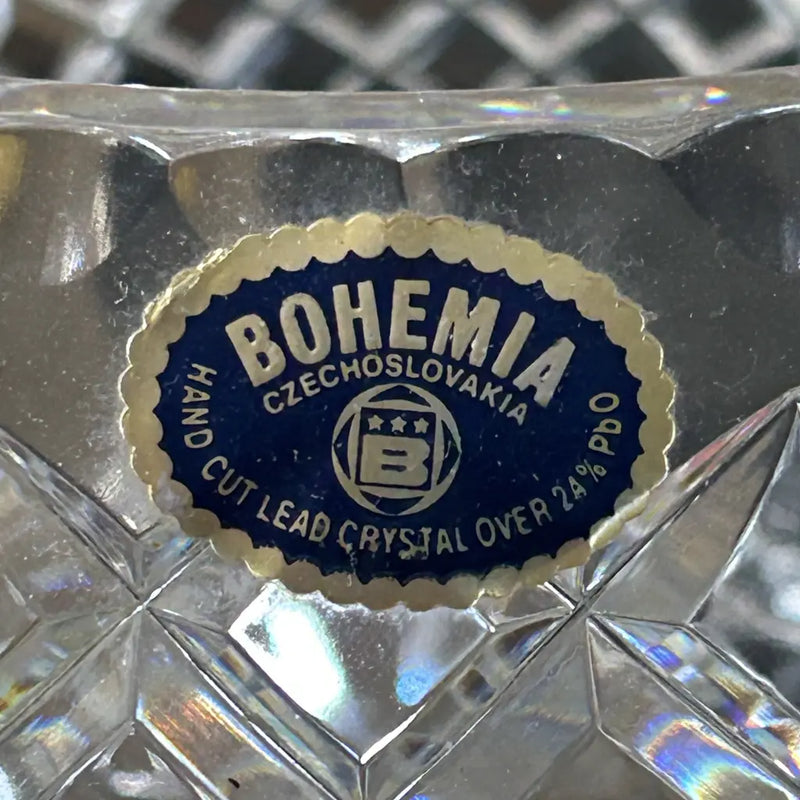 BOHEMIA
CZECHOSLOVAKIA
B
HAND CUT LEAD CRYSTAL OVER 24% PbO